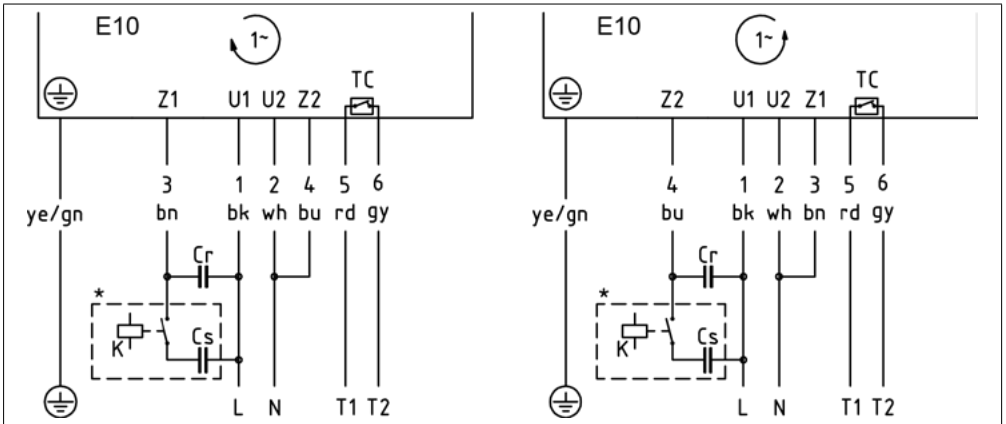 E10 1~
TC
Z1 U1 U2 Z2
3 1 2 4 5 6
ye/gn bn bk wh bu rd gy
Cr
*
K Cs
L N T1 T2
E10 1~
TC
Z2 U1 U2 Z1
4 1 2 3 5 6
ye/gn bu bk wh bn rd gy
Cr
*
K Cs
L N T1 T2